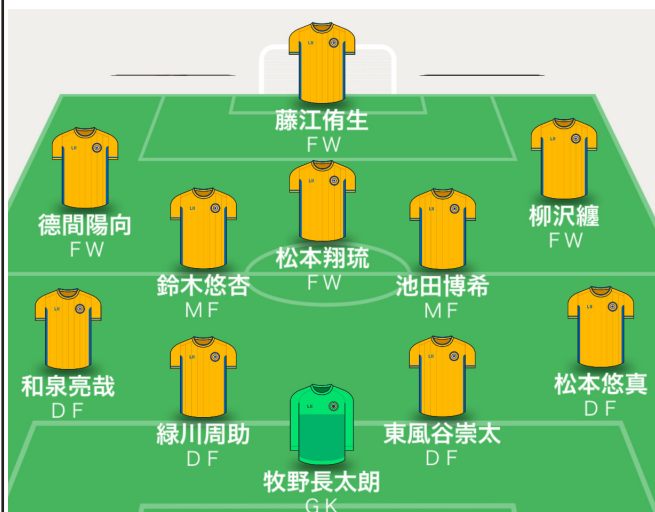 藤江侑生
FW
徳間陽向
FW
柳沢纏
FW
松本翔琉
FW
鈴木悠杏
MF
池田博希
MF
和泉亮哉
DF
松本悠真
DF
緑川周助
DF
東風谷崇太
DF
牧野長太朗
GK